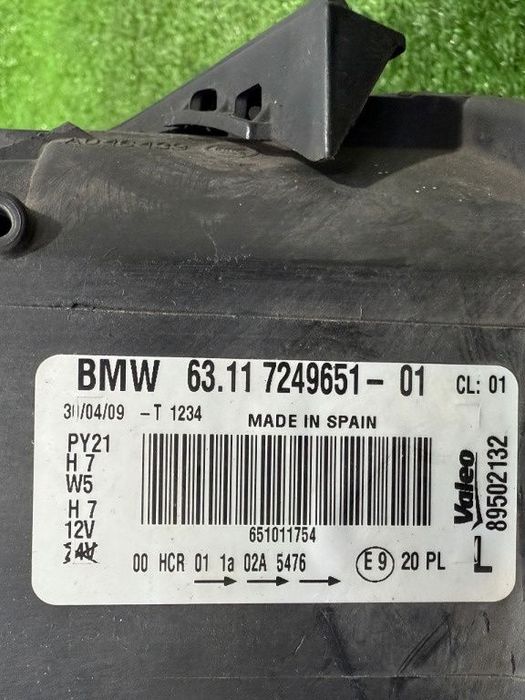 BMW 63.11 7249651 - 01 CL: 01
30/04/09 - T 1234
MADE IN SPAIN
PY21
H 7
W5
H 7
12V
24V
651011754
00 HCR 01 1a 02A 5476
E 9 20 PL
Valeo
89502132
L